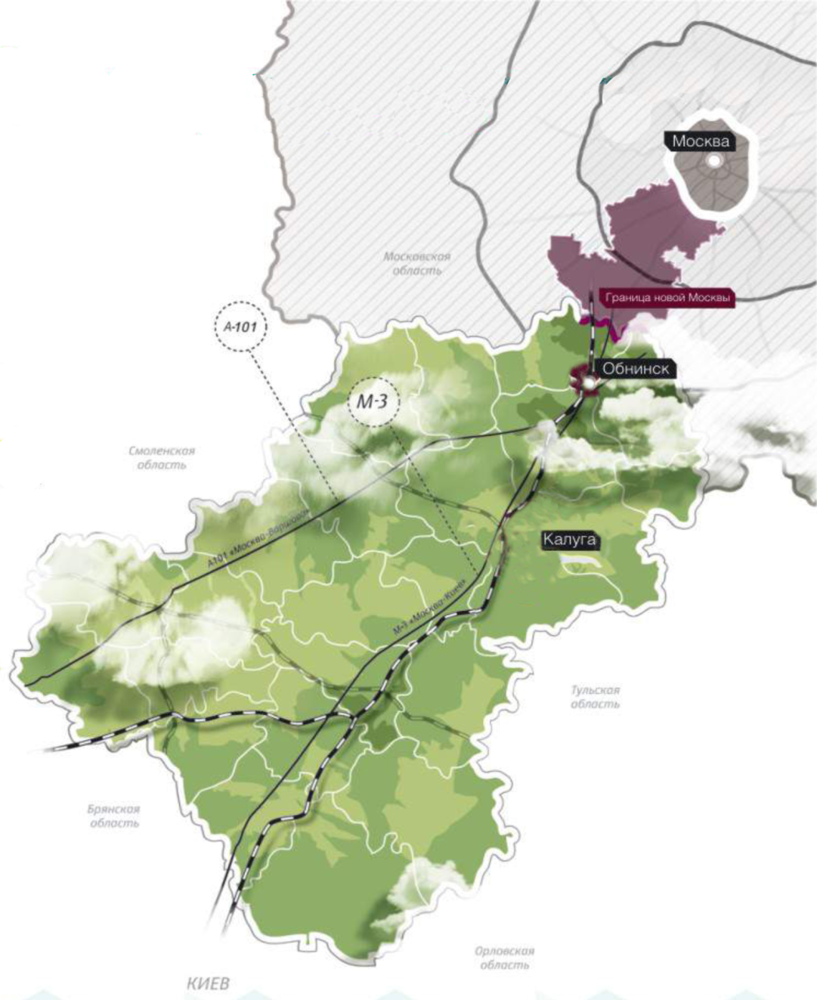 Москва
Московская
область
Граница новой Москвы
А-101
Обнинск
М-3
Смоленская
область
А101 «Москва-Варшава»
Калуга
М-3 «Москва-Киев»
Тульская
область
Брянская
область
Орловская
область
КИЕВ